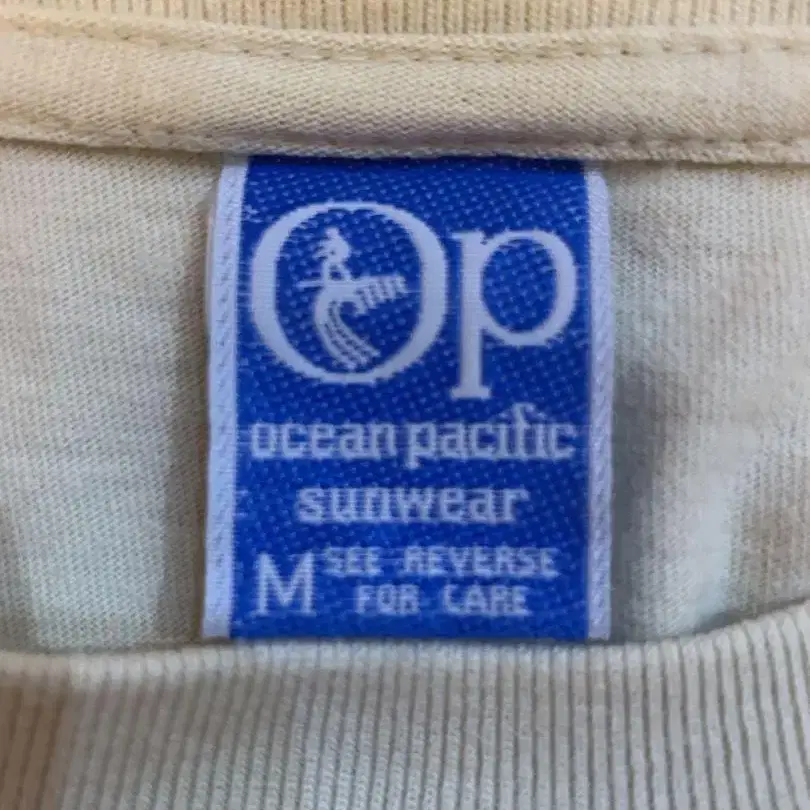 Op
ocean pacific
sunwear
M SEE REVERSE
FOR CARE